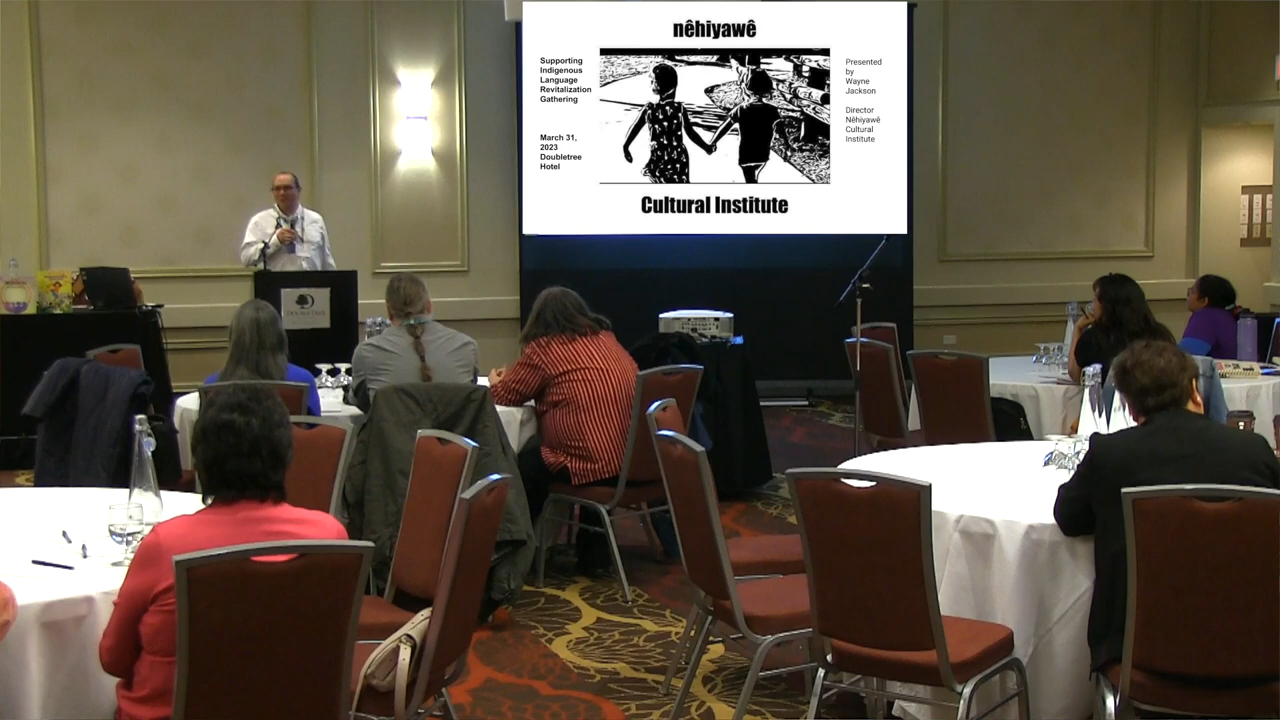 nêhiyawê
Supporting
Indigenous
Language
Revitalization
Gathering
March 31,
2023
Doubletree
Hotel
Presented
by
Wayne
Jackson
Director
Nêhiyawê
Cultural
Institute
Cultural Institute
DOUBLETREE